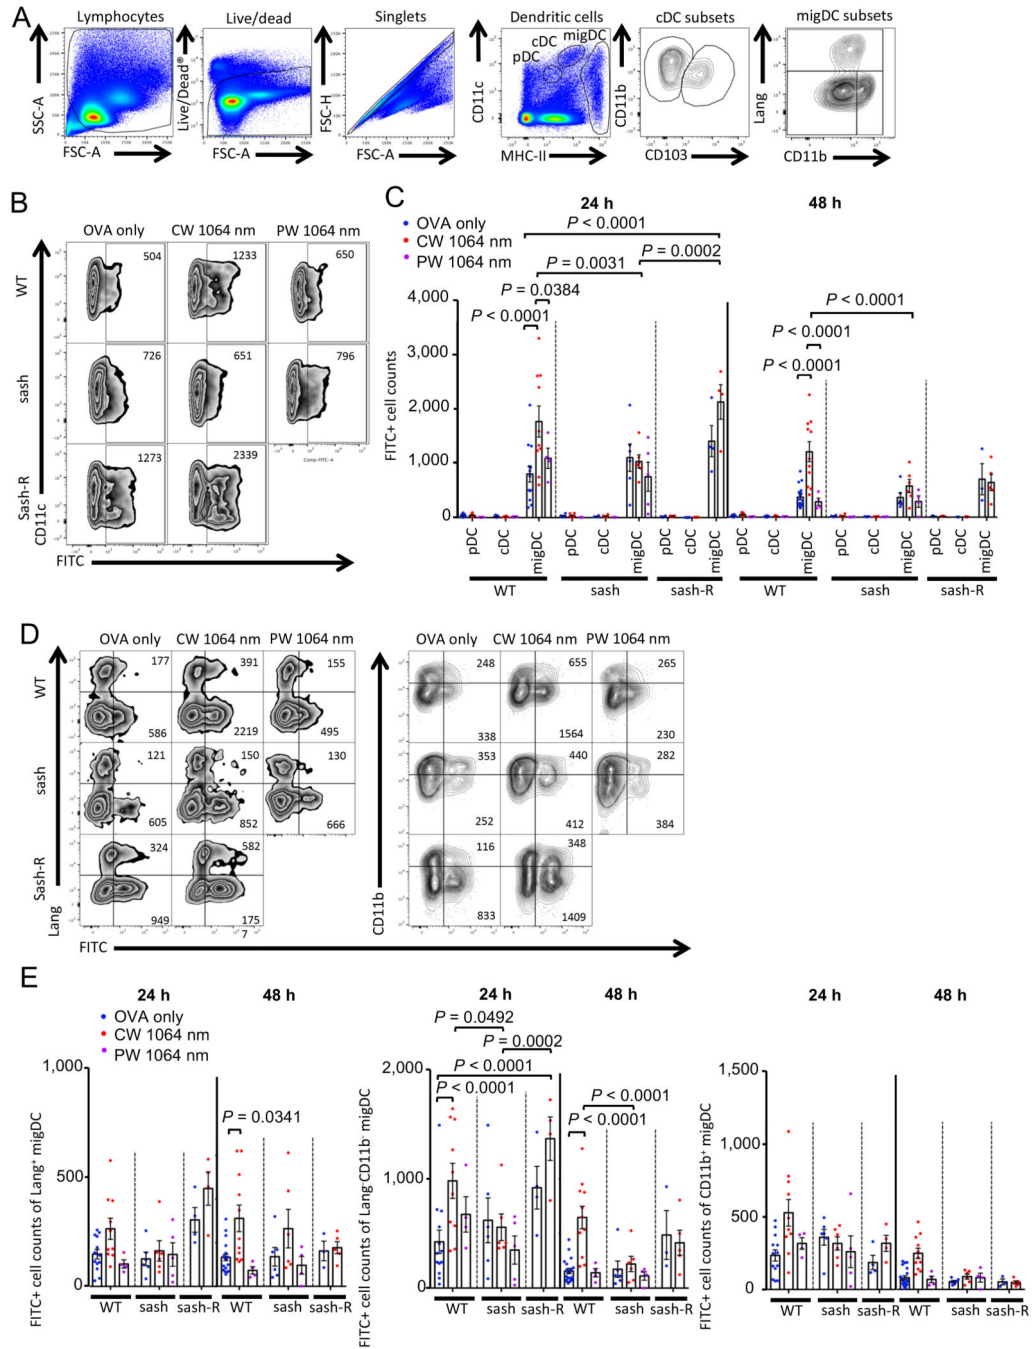 A
Lymphocytes
Live/dead
Singlets
Dendritic cells
cDC subsets
migDC subsets
SSC-A
FSC-A
Live/Dead®
FSC-A
FSC-H
FSC-A
CD11c
MHC-II
pDC
cDC
migDC
CD11b
CD103
Lang
CD11b
B
OVA only
CW 1064 nm
PW 1064 nm
WT
504
1233
650
sash
726
651
796
Comp-FITC-A
Sash-R
1273
2339
CD11c
FITC
C
24 h
48 h
OVA only
CW 1064 nm
PW 1064 nm
P < 0.0001
P = 0.0002
P = 0.0031
P = 0.0384
P < 0.0001
P < 0.0001
P < 0.0001
P < 0.0001
FITC+ cell counts
4,000
3,000
2,000
1,000
0
pDC
cDC
migDC
pDC
cDC
migDC
pDC
cDC
migDC
pDC
cDC
migDC
pDC
cDC
migDC
pDC
cDC
migDC
WT
sash
sash-R
WT
sash
sash-R
D
OVA only
CW 1064 nm
PW 1064 nm
WT
177
391
155
586
2219
495
sash
121
150
130
605
852
666
Sash-R
324
582
949
175
7
Lang
FITC
OVA only
CW 1064 nm
PW 1064 nm
248
655
265
338
1564
230
353
440
282
252
412
384
116
348
833
1409
CD11b
E
24 h
48 h
OVA only
CW 1064 nm
PW 1064 nm
P = 0.0341
FITC+ cell counts of Lang⁺ migDC
1,000
500
0
WT
sash
sash-R
WT
sash
sash-R
24 h
48 h
P = 0.0492
P = 0.0002
P < 0.0001
P < 0.0001
P < 0.0001
P < 0.0001
FITC+ cell counts of Lang⁻CD11b⁻ migDC
2,000
1,000
0
WT
sash
sash-R
WT
sash
sash-R
24 h
48 h
FITC+ cell counts of CD11b⁺ migDC
1,500
1,000
500
0
WT
sash
sash-R
WT
sash
sash-R